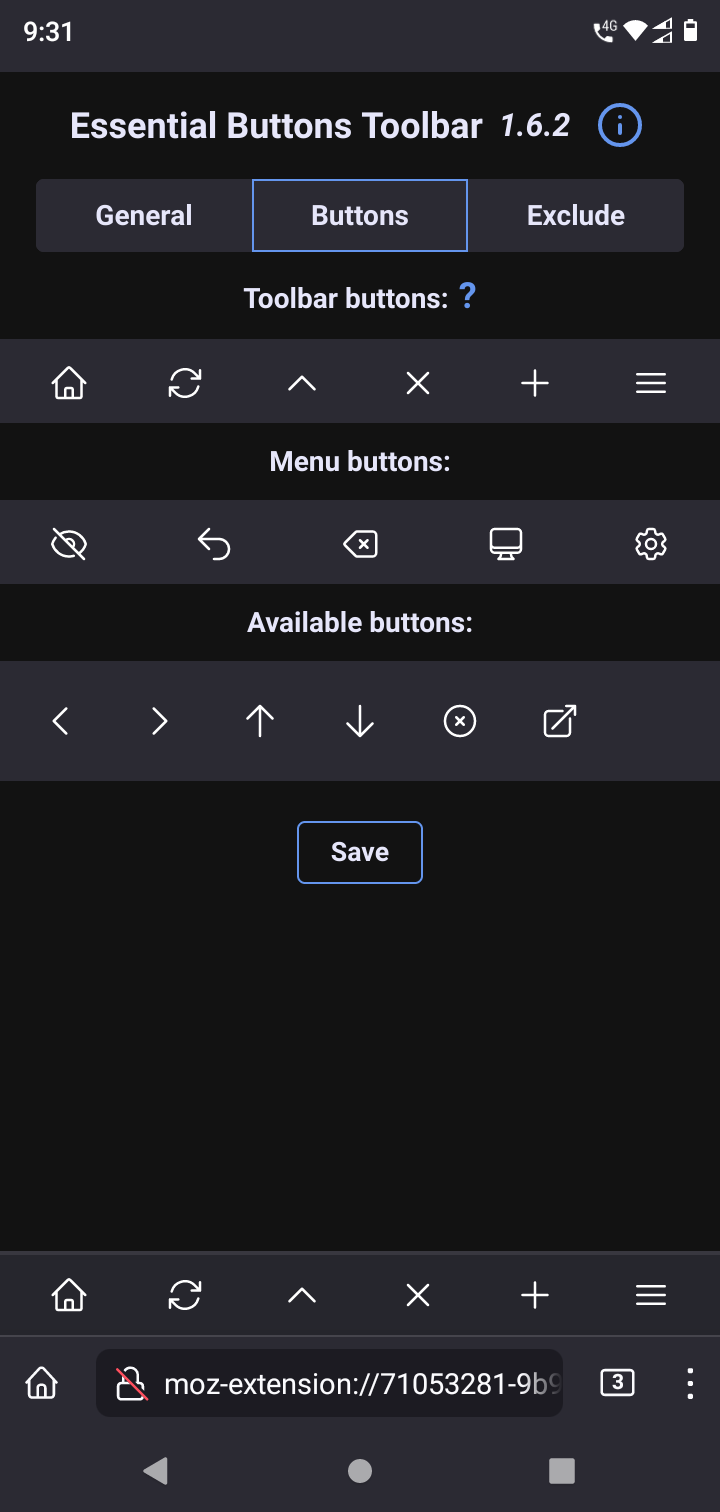 9:31
4G
Essential Buttons Toolbar 1.6.2
General Buttons Exclude
Toolbar buttons: ?
Menu buttons:
Available buttons:
Save
moz-extension://71053281-9b9
3